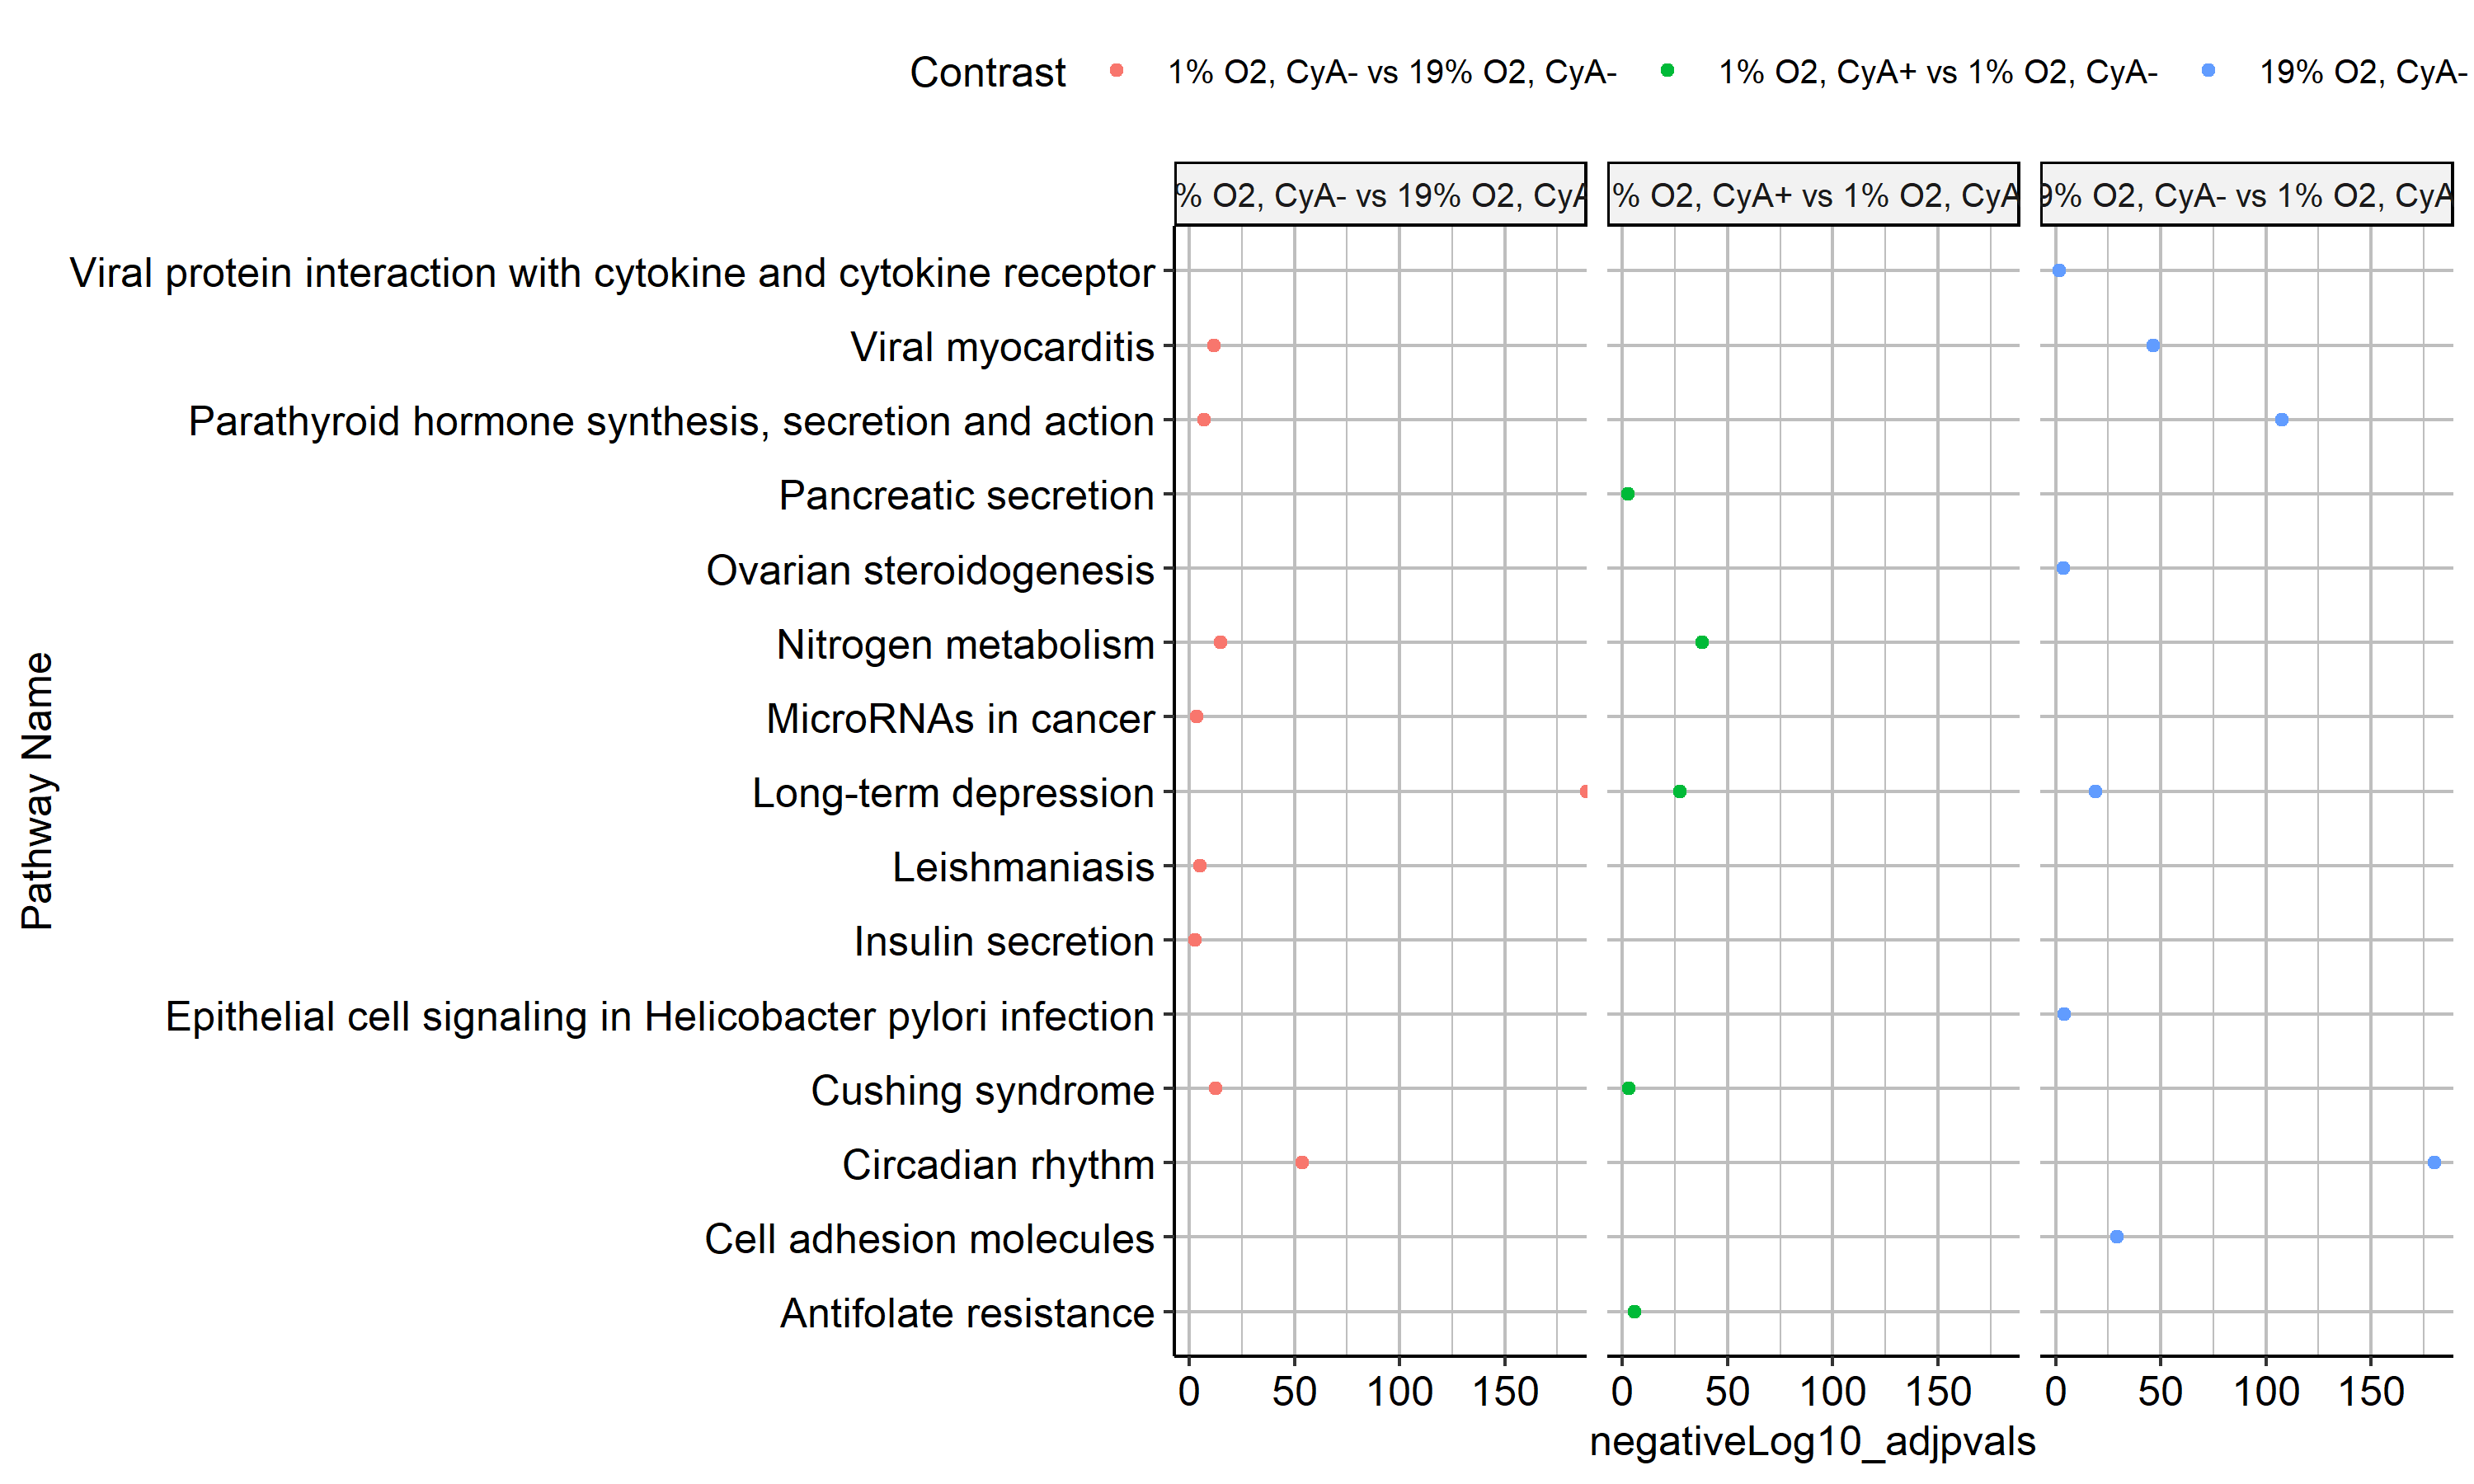 Contrast 1% O2, CyA- vs 19% O2, CyA- 1% O2, CyA+ vs 1% O2, CyA- 19% O2, CyA-
% O2, CyA- vs 19% O2, CyA % O2, CyA+ vs 1% O2, CyA 9% O2, CyA- vs 1% O2, CyA
Viral protein interaction with cytokine and cytokine receptor
Viral myocarditis
Parathyroid hormone synthesis, secretion and action
Pancreatic secretion
Ovarian steroidogenesis
Nitrogen metabolism
MicroRNAs in cancer
Long-term depression
Leishmaniasis
Insulin secretion
Epithelial cell signaling in Helicobacter pylori infection
Cushing syndrome
Circadian rhythm
Cell adhesion molecules
Antifolate resistance
Pathway Name
0 50 100 150 0 50 100 150 0 50 100 150
negativeLog10_adjpvals